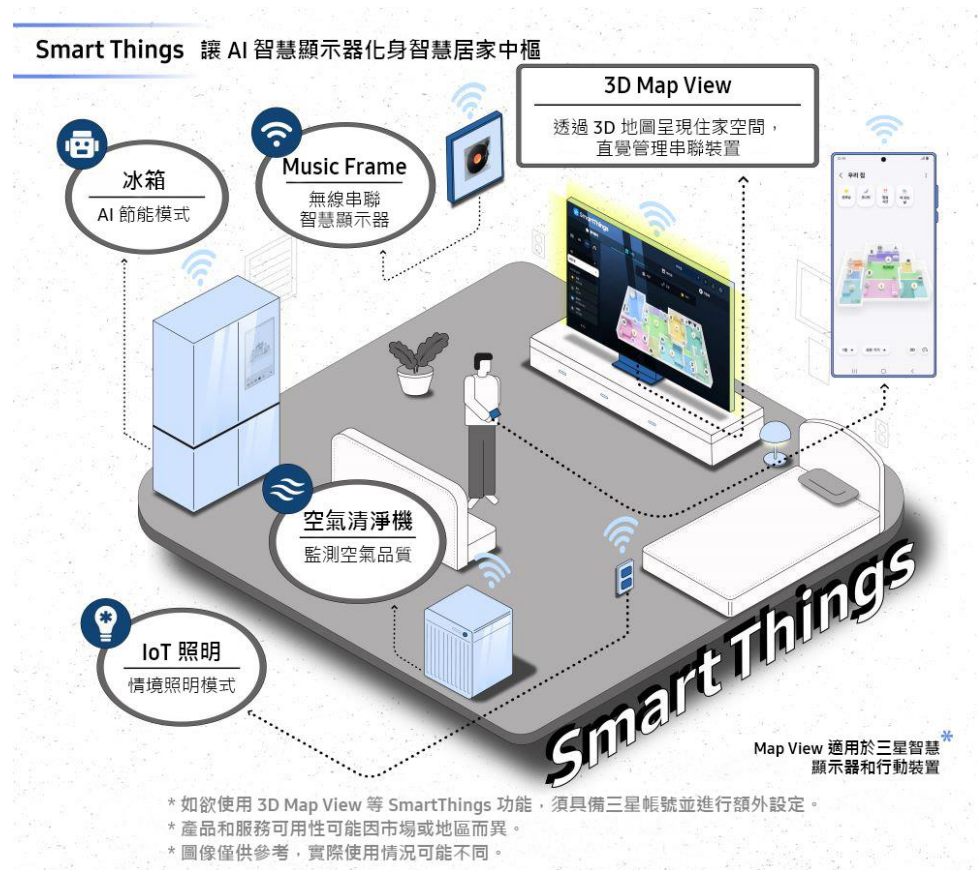 Smart Things 讓 AI 智慧顯示器化身智慧居家中樞
3D Map View
透過 3D 地圖呈現住家空間，
直覺管理串聯裝置
冰箱
AI 節能模式
Music Frame
無線串聯
智慧顯示器
SmartThings
우리 집
空氣清淨機
監測空氣品質
IoT 照明
情境照明模式
Smart Things
Map View 適用於三星智慧*
顯示器和行動裝置
* 如欲使用 3D Map View 等 SmartThings 功能，須具備三星帳號並進行額外設定。
* 產品和服務可用性可能因市場或地區而異。
* 圖像僅供參考，實際使用情況可能不同。